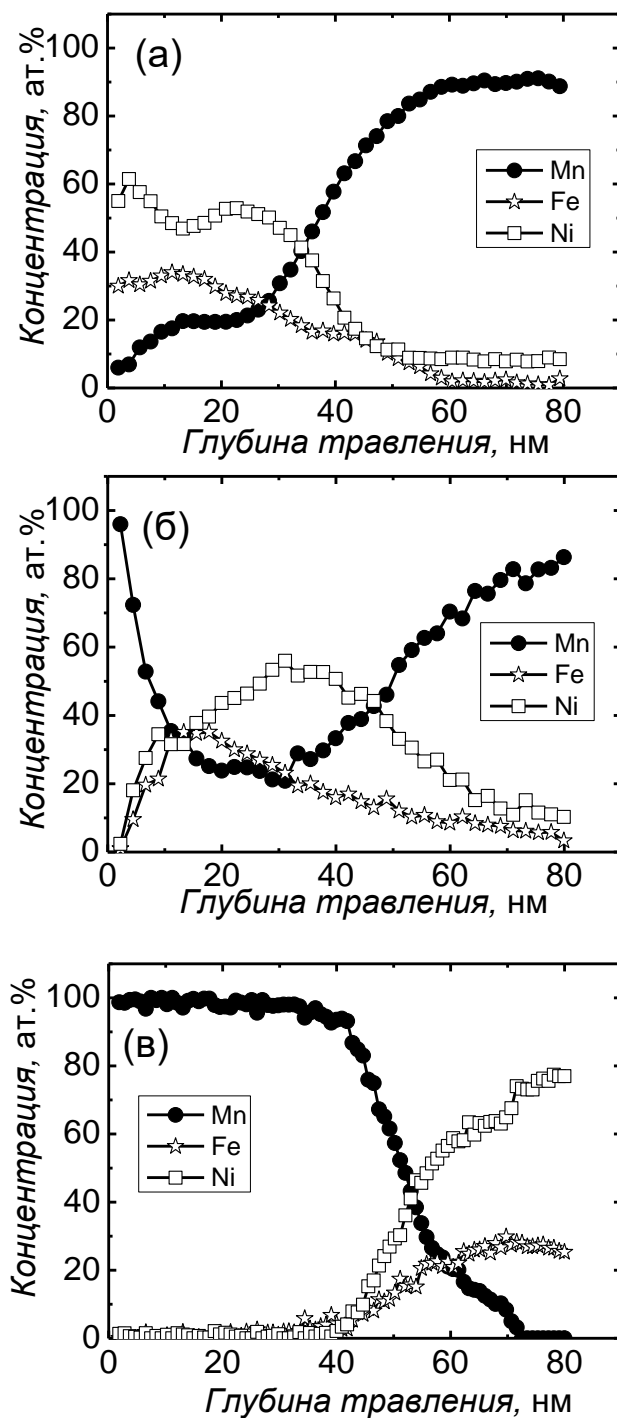 (а)
Концентрация, ат.%
100
80
60
40
20
0
Mn
Fe
Ni
0 20 40 60 80
Глубина травления, нм
(б)
Концентрация, ат.%
100
80
60
40
20
0
Mn
Fe
Ni
0 20 40 60 80
Глубина травления, нм
(в)
Концентрация, ат.%
100
80
60
40
20
0
Mn
Fe
Ni
0 20 40 60 80
Глубина травления, нм